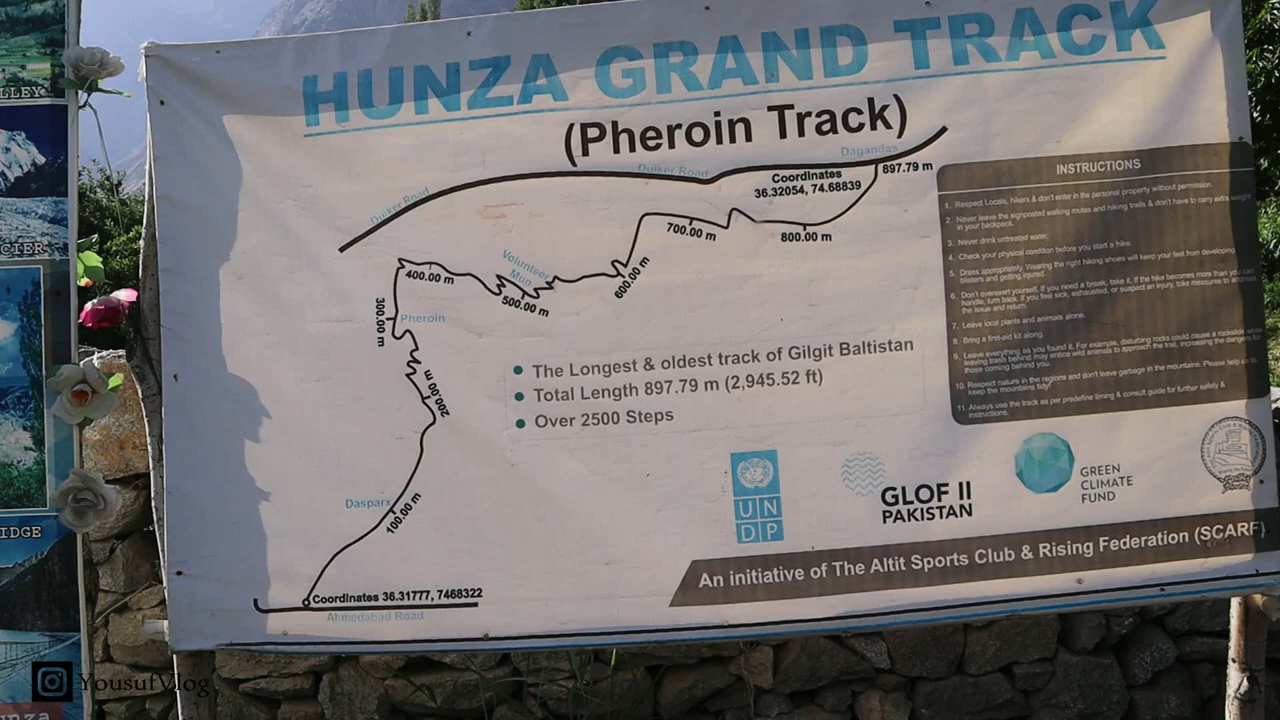 LLEY
CIER
IDGE
HUNZA GRAND TRACK
(Pheroin Track)
Duiker Road
Duiker Road
Dagandas
897.79 m
Coordinates
36.32054, 74.68839
800.00 m
700.00 m
600.00 m
Volunteer
Mun
500.00 m
400.00 m
300.00 m
Pheroin
200.00 m
Daspary
100.00 m
Coordinates 36.31777, 7468322
Ahmedabad Road
The Longest & oldest track of Gilgit Baltistan
Total Length 897.79 m (2,945.52 ft)
Over 2500 Steps
INSTRUCTIONS
1. Respect Locals, hikers & don't enter in the personal property without permission.
2. Never leave the signposted walking routes and hiking trails & don't have to carry extra weight
in your backpack.
3. Never drink untreated water.
4. Check your physical condition before you start a hike.
5. Dress appropriately. Wearing the right hiking shoes will keep your feet from developing
blisters and getting injured.
6. Don't overexert yourself. If you need a break, take it, if the hike becomes more than you can
handle, turn back. If you feel sick, exhausted, or suspect an injury, take measures to address
the issue and return.
7. Leave local plants and animals alone.
8. Bring a first-aid kit along.
9. Leave everything as you found it. For example, disturbing rocks could cause a rockslide while
leaving trash behind may entice wild animals to approach the trail, increasing the danger for
those coming behind you.
10. Respect nature in the regions and don't leave garbage in the mountains. Please help us to
keep the mountains tidy
11. Always use the track as per predefine timing & consult guide for further safety &
instructions.
UN
DP
GLOF II
PAKISTAN
GREEN
CLIMATE
FUND
An initiative of The Altit Sports Club & Rising Federation (SCARF)
YousufVlog
unza